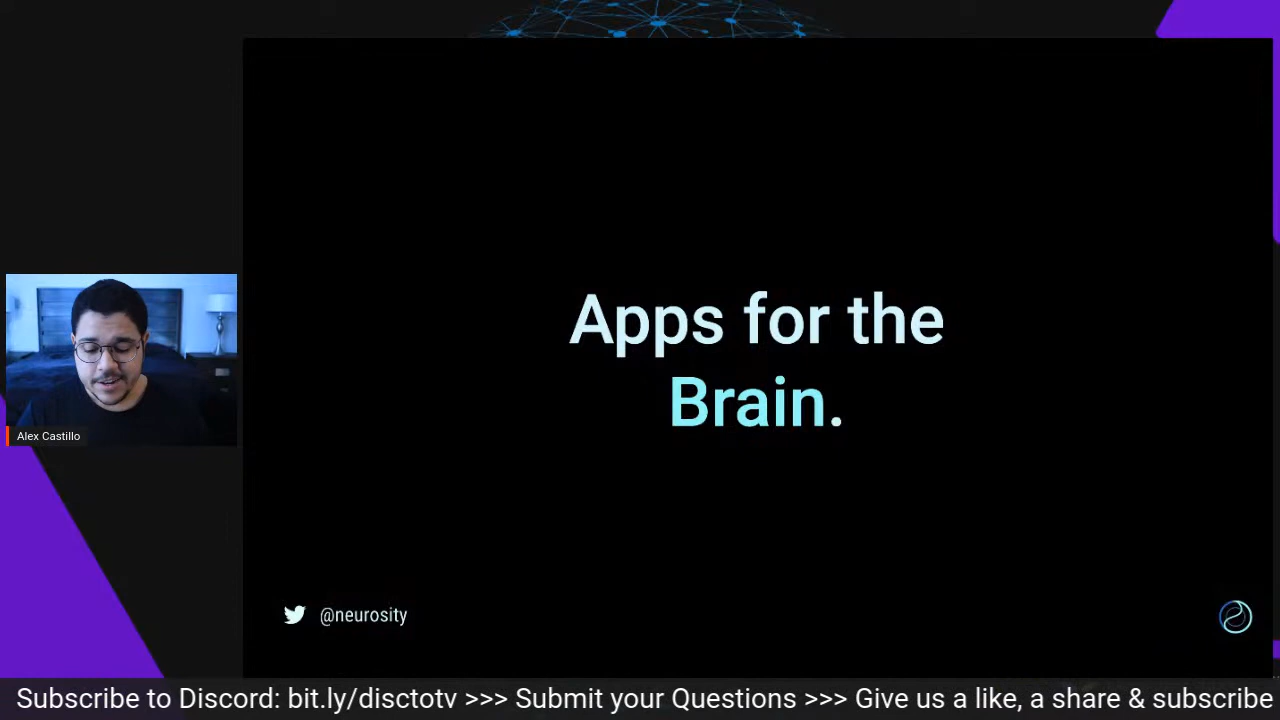 Apps for the
Brain.
Alex Castillo
@neurosity
Subscribe to Discord: bit.ly/disctotv >>> Submit your Questions >>> Give us a like, a share & subscribe